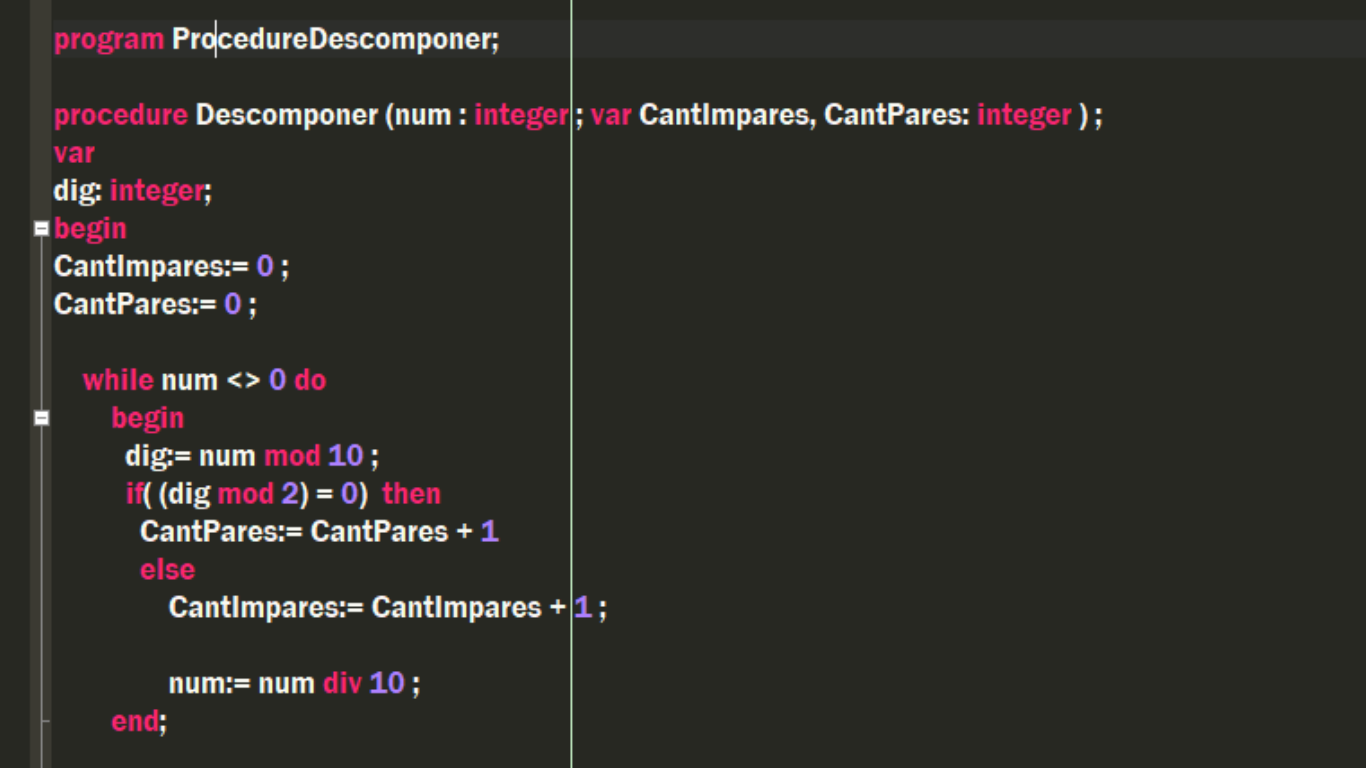 program ProcedureDescomponer;
procedure Descomponer (num : integer ; var CantImpares, CantPares: integer ) ;
var
dig: integer;
begin
CantImpares:= 0 ;
CantPares:= 0 ;
while num <> 0 do
begin
dig:= num mod 10 ;
if( (dig mod 2) = 0)  then
CantPares:= CantPares + 1
else
CantImpares:= CantImpares + 1 ;
num:= num div 10 ;
end;